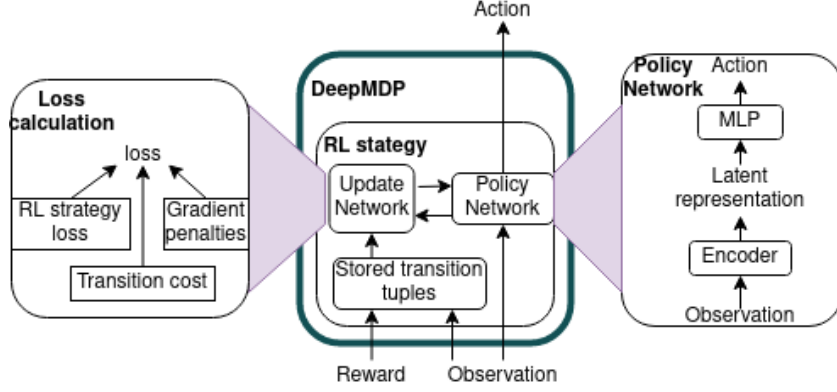 Loss
calculation
loss
RL strategy
loss
Gradient
penalties
Transition cost
Action
DeepMDP
RL stategy
Update
Network
Policy
Network
Stored transition
tuples
Reward
Observation
Policy
Network
Action
MLP
Latent
representation
Encoder
Observation